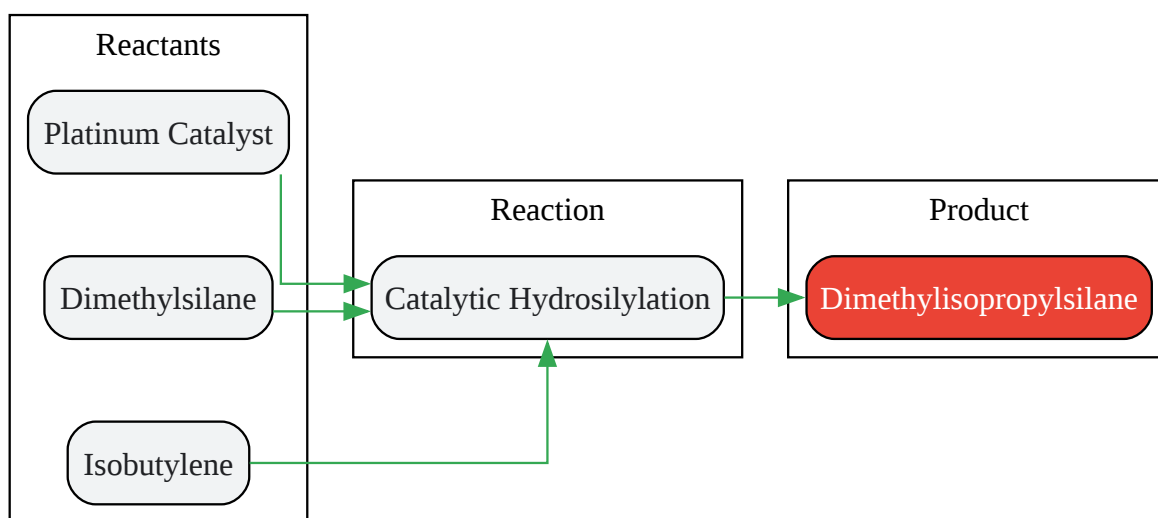 Reactants
Platinum Catalyst
Dimethylsilane
Isobutylene
Reaction
Catalytic Hydrosilylation
Product
Dimethylisopropylsilane